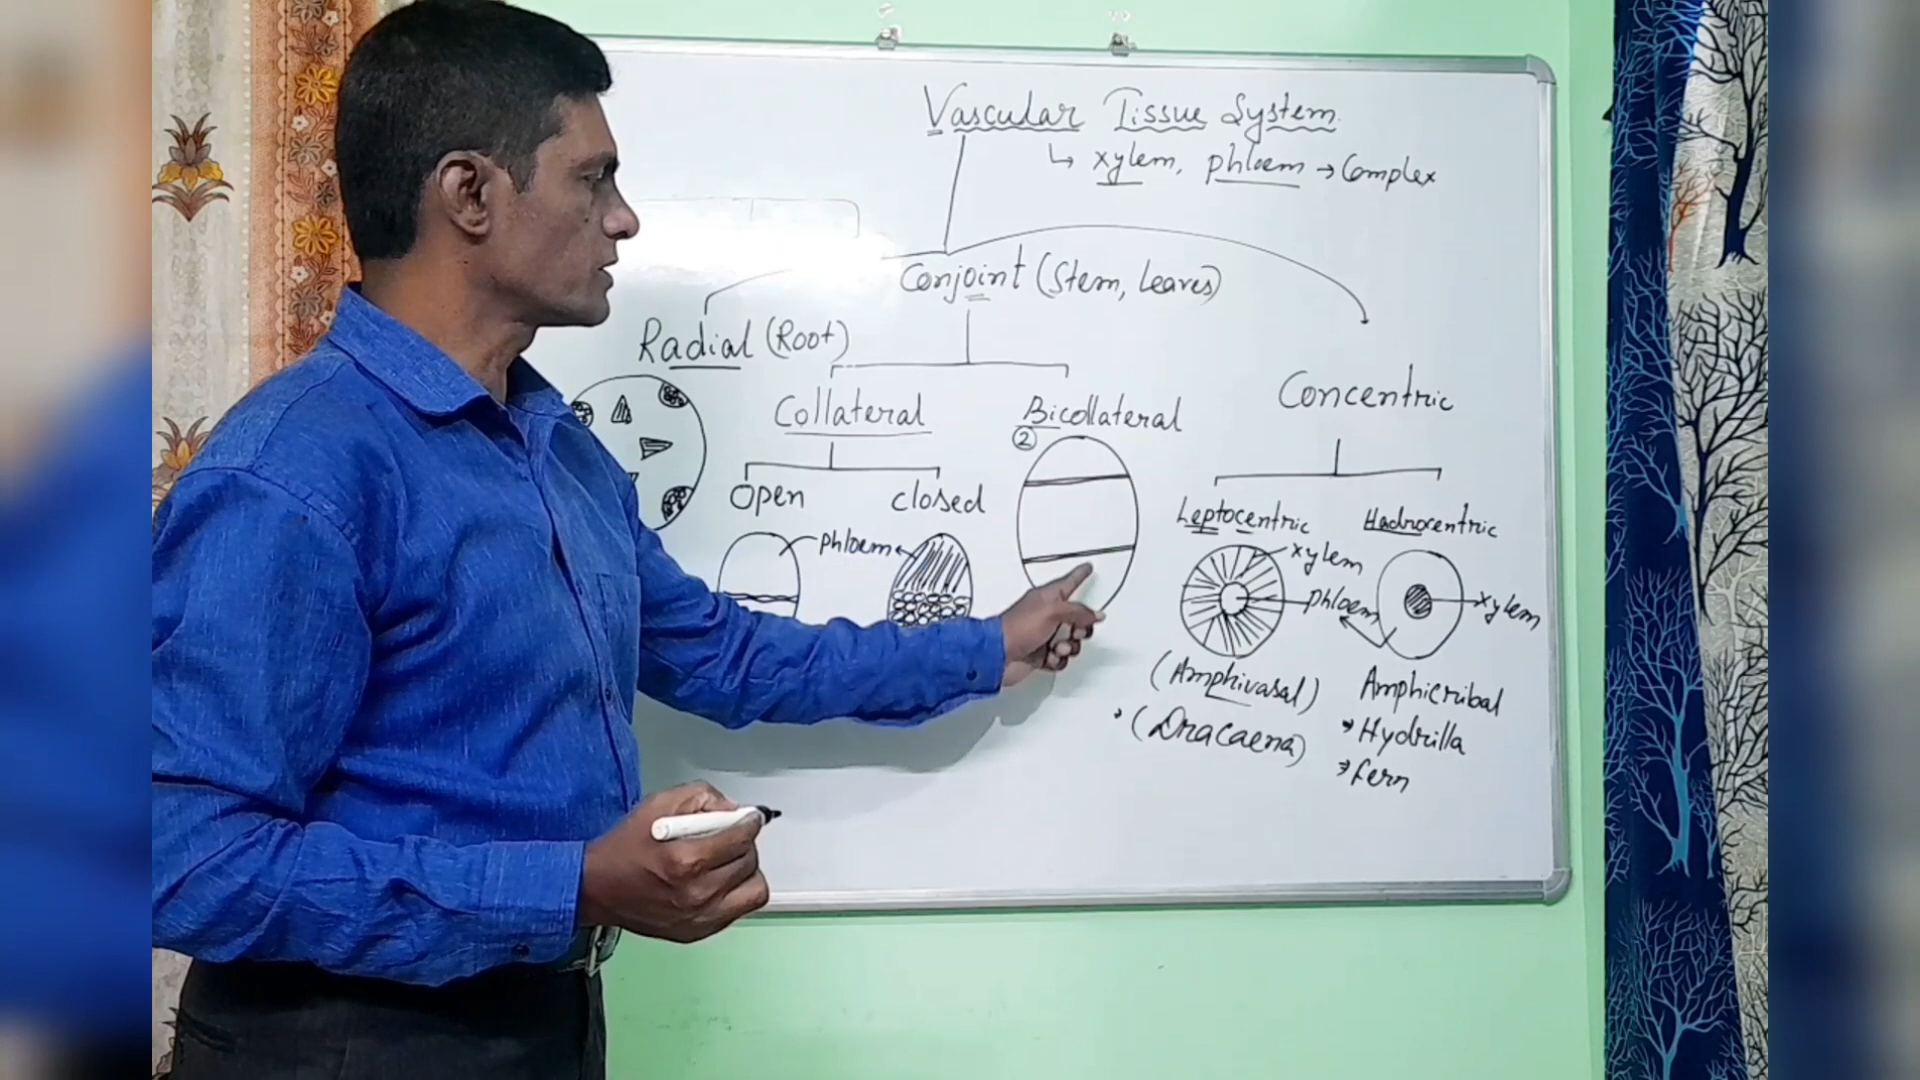 Vascular Tissue System
↳ xylem, phloem → Complex
Conjoint (Stem, leaves)
Radial (Root)
Concentric
Collateral
Bicollateral
②
Open
closed
Leptocentric
Hadrocentric
phloem
xylem
phloem
xylem
(Amphivasal)
Amphicribal
(Dracaena)
Hydrilla
Fern